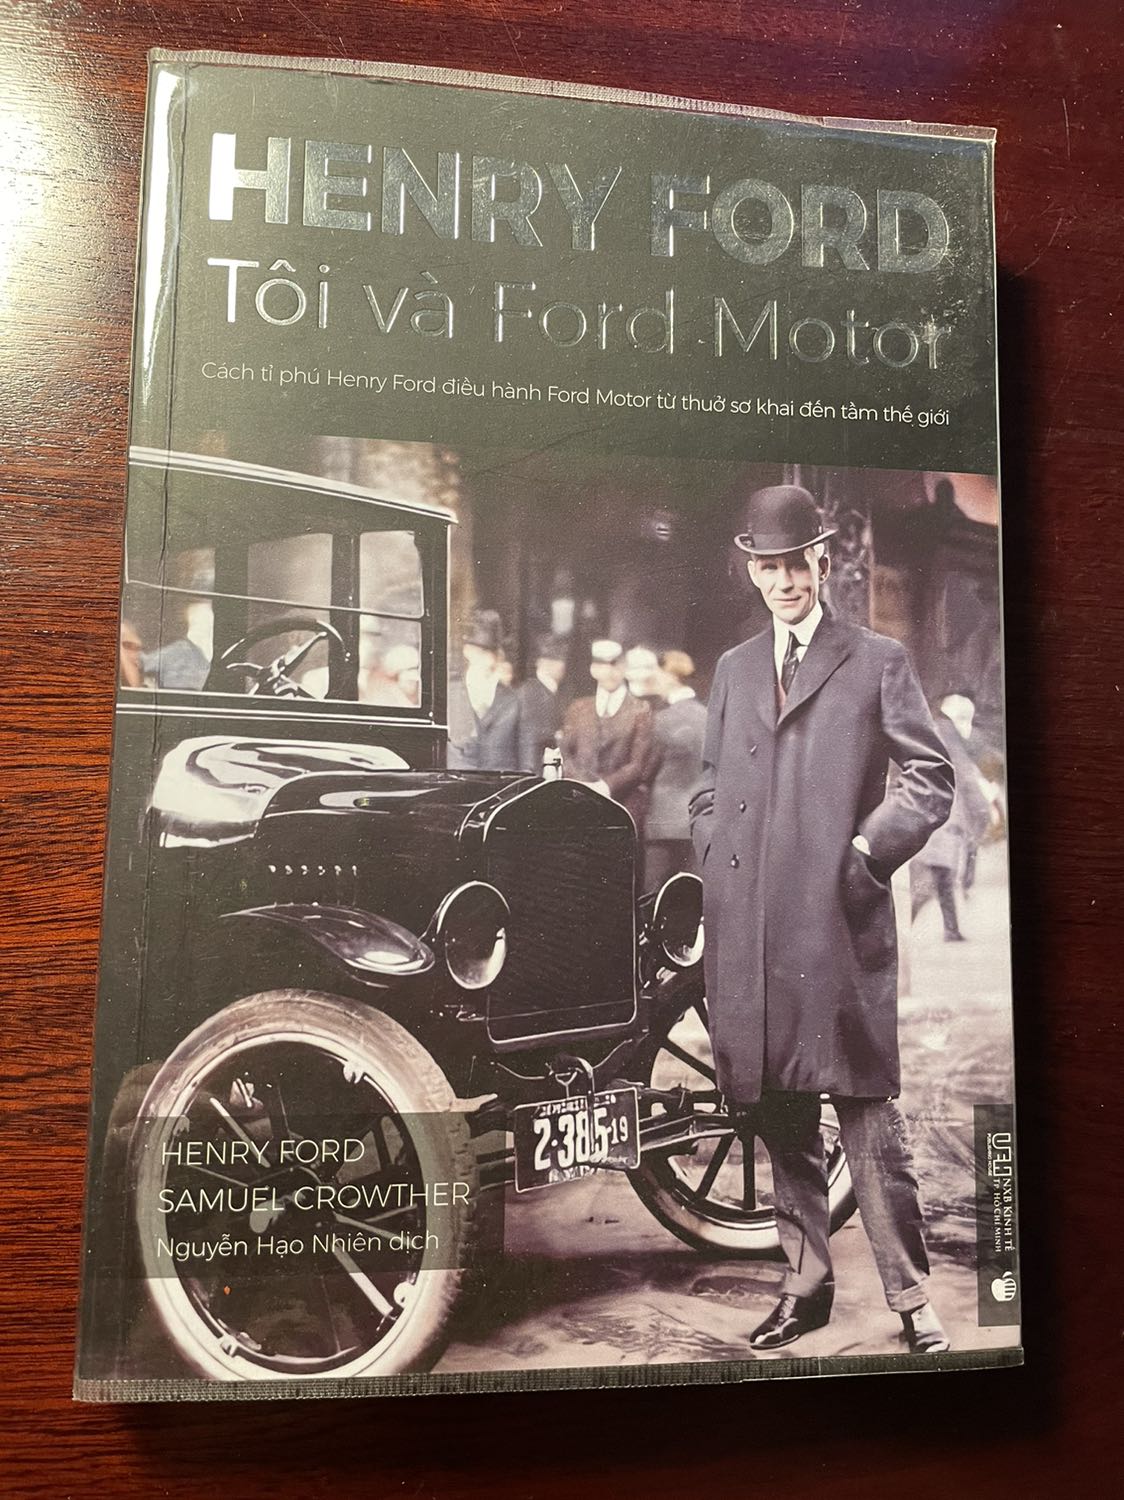 HENRY FORD
Tôi và Ford Motor
Cách tỉ phú Henry Ford điều hành Ford Motor từ thuở sơ khai đến tầm thế giới
2·385
19
HENRY FORD
SAMUEL CROWTHER
Nguyễn Hạo Nhiên dịch
PUBLISHING HOUSE
NXB KINH TẾ
TP HỒ CHÍ MINH